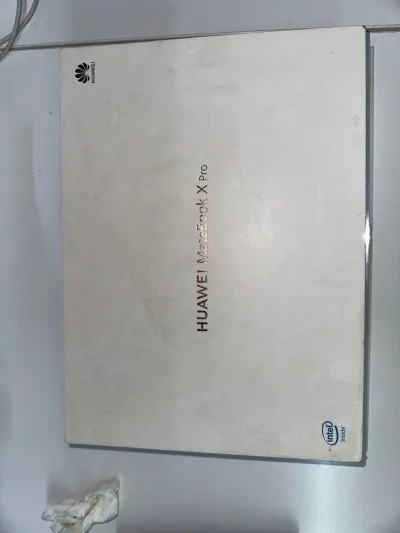 HUAWEI
HUAWEI MateBook X Pro
intel
inside